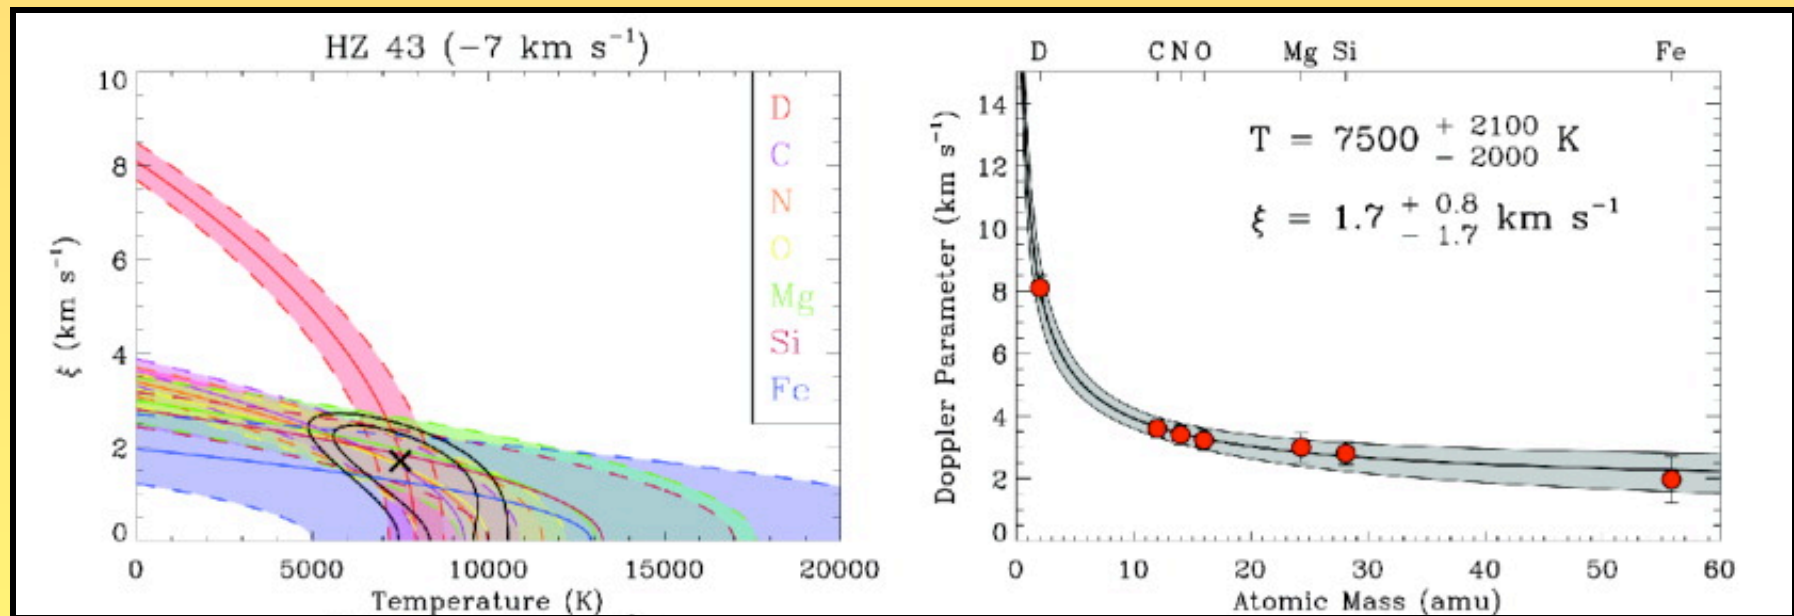 HZ 43 (−7 km s⁻¹)
10
8
6
4
2
0
ξ (km s⁻¹)
D
C
N
O
Mg
Si
Fe
0 5000 10000 15000 20000
Temperature (K)
D C N O Mg Si Fe
14
12
10
8
6
4
2
0
Doppler Parameter (km s⁻¹)
T = 7500 + 2100 − 2000 K
ξ = 1.7 + 0.8 − 1.7 km s⁻¹
0 10 20 30 40 50 60
Atomic Mass (amu)